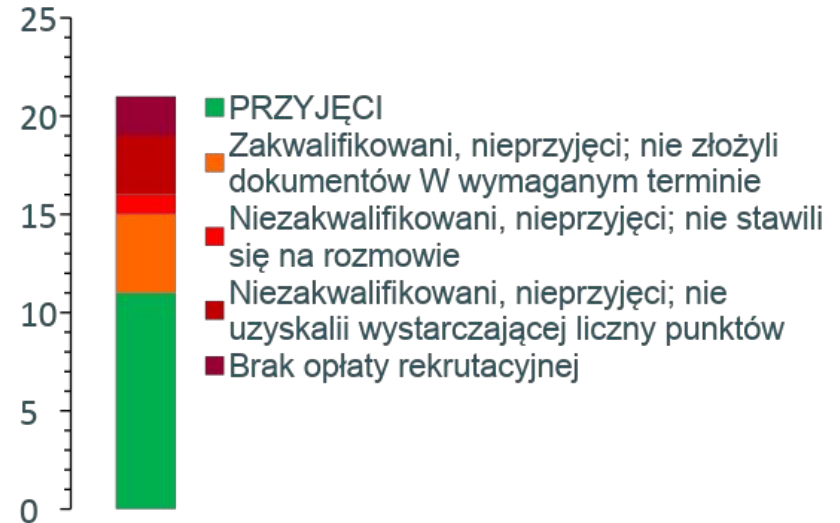 25
20
15
10
5
0
PRZYJĘCI
Zakwalifikowani, nieprzyjęci; nie złożyli
dokumentów W wymaganym terminie
Niezakwalifikowani, nieprzyjęci; nie stawili
się na rozmowie
Niezakwalifikowani, nieprzyjęci; nie
uzyskalii wystarczającej liczny punktów
Brak opłaty rekrutacyjnej